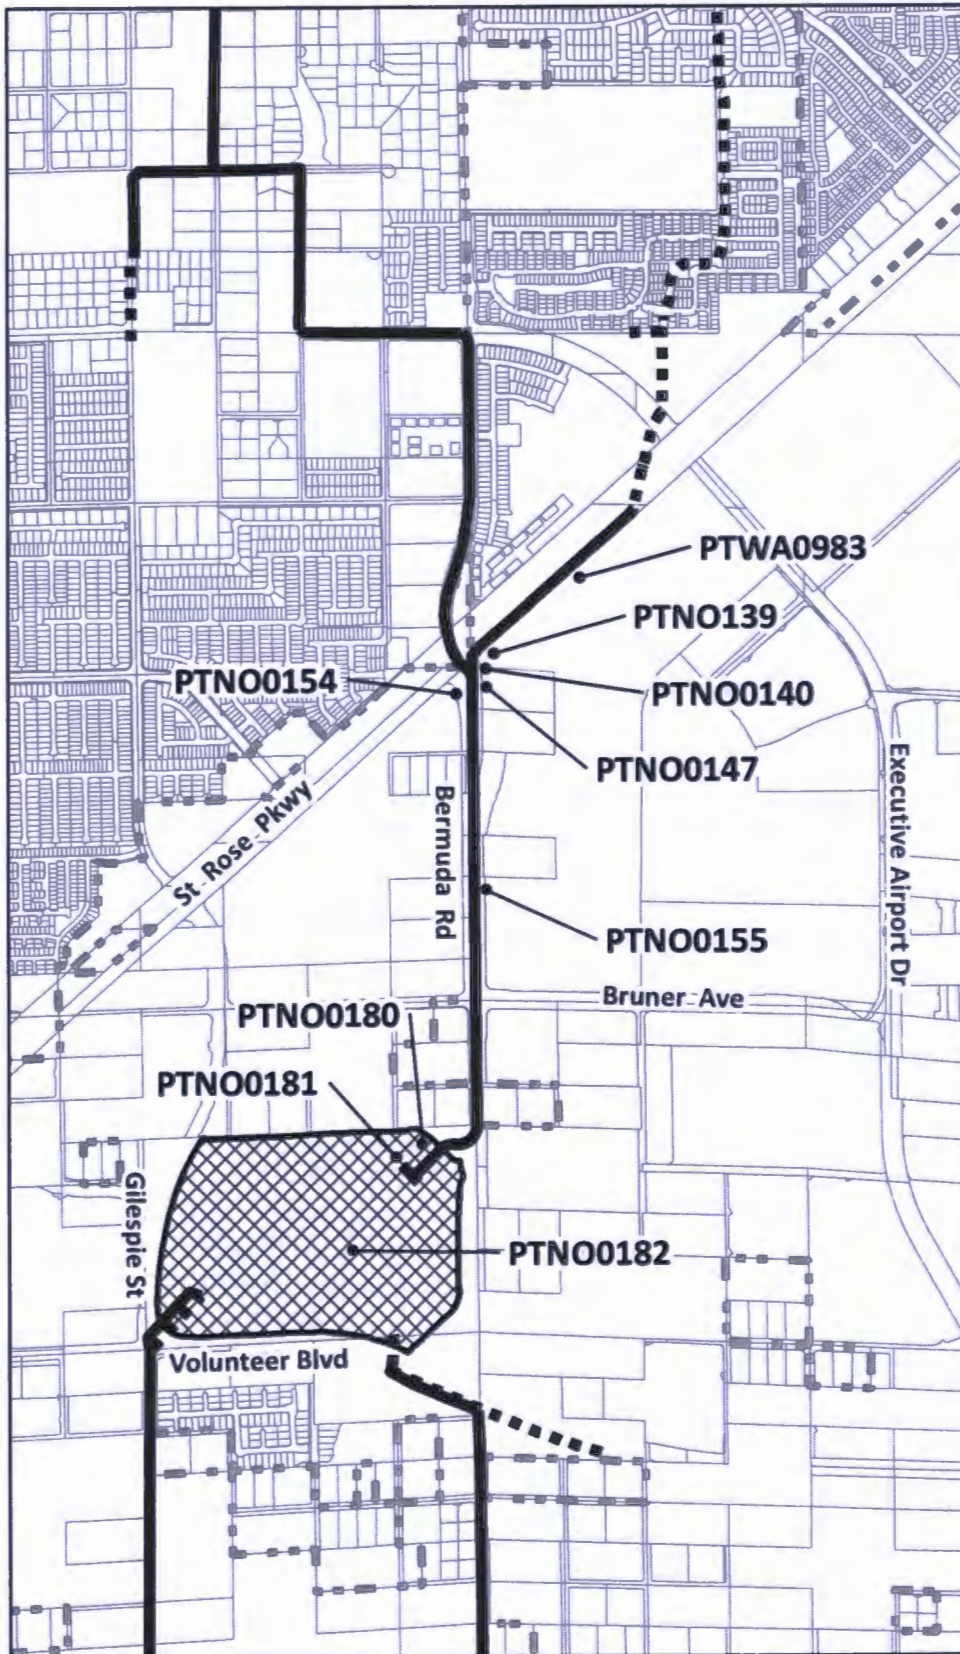 PTWA0983
PTNO139
PTNO0154
PTNO0140
PTNO0147
St Rose Pkwy
Bermuda Rd
Executive Airport Dr
PTNO0155
Bruner Ave
PTNO0180
PTNO0181
Gilespie St
PTNO0182
Volunteer Blvd